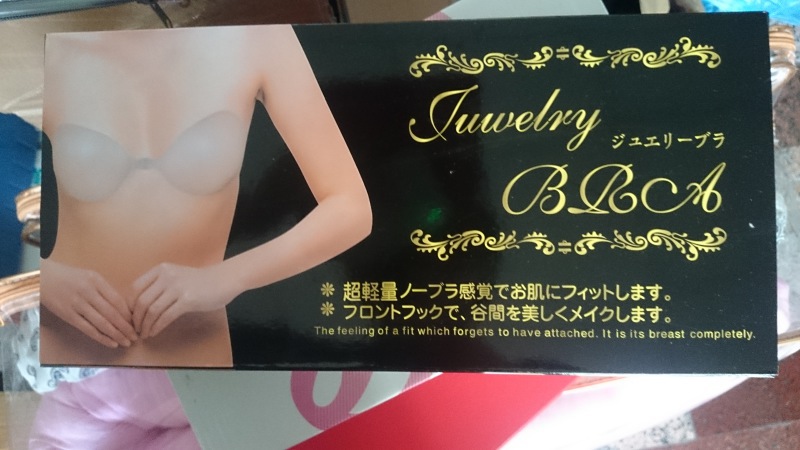 Juwelry
ジュエリーブラ
BRA
※ 超軽量ノーブラ感覚でお肌にフィットします。
※ フロントフックで、谷間を美しくメイクします。
The feeling of a fit which forgets to have attached. It is its breast completely.